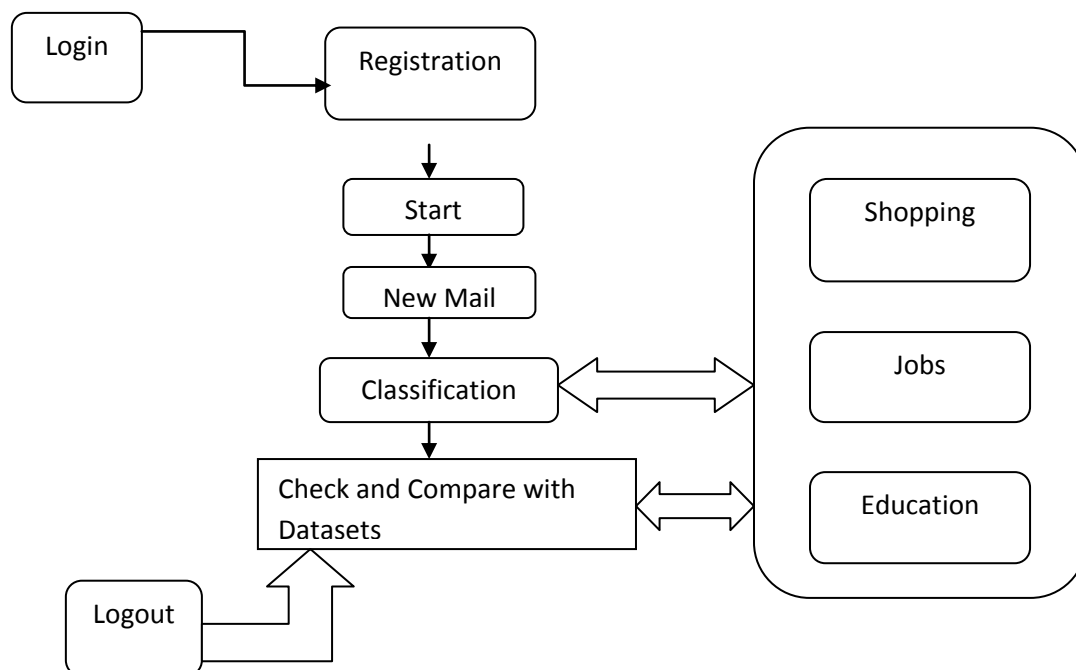 Login
Registration
Start
New Mail
Classification
Check and Compare with
Datasets
Logout
Shopping
Jobs
Education